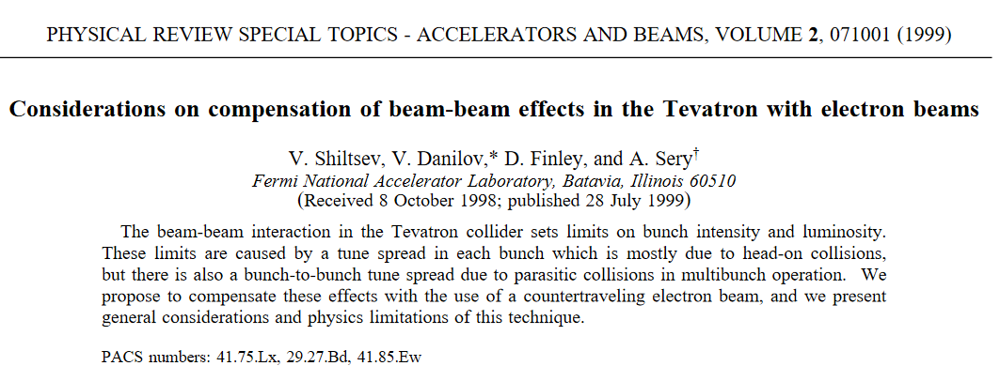 PHYSICAL REVIEW SPECIAL TOPICS - ACCELERATORS AND BEAMS, VOLUME 2, 071001 (1999)
Considerations on compensation of beam-beam effects in the Tevatron with electron beams
V. Shiltsev, V. Danilov,* D. Finley, and A. Sery†
Fermi National Accelerator Laboratory, Batavia, Illinois 60510
(Received 8 October 1998; published 28 July 1999)
The beam-beam interaction in the Tevatron collider sets limits on bunch intensity and luminosity.
These limits are caused by a tune spread in each bunch which is mostly due to head-on collisions,
but there is also a bunch-to-bunch tune spread due to parasitic collisions in multibunch operation. We
propose to compensate these effects with the use of a countertraveling electron beam, and we present
general considerations and physics limitations of this technique.
PACS numbers: 41.75.Lx, 29.27.Bd, 41.85.Ew